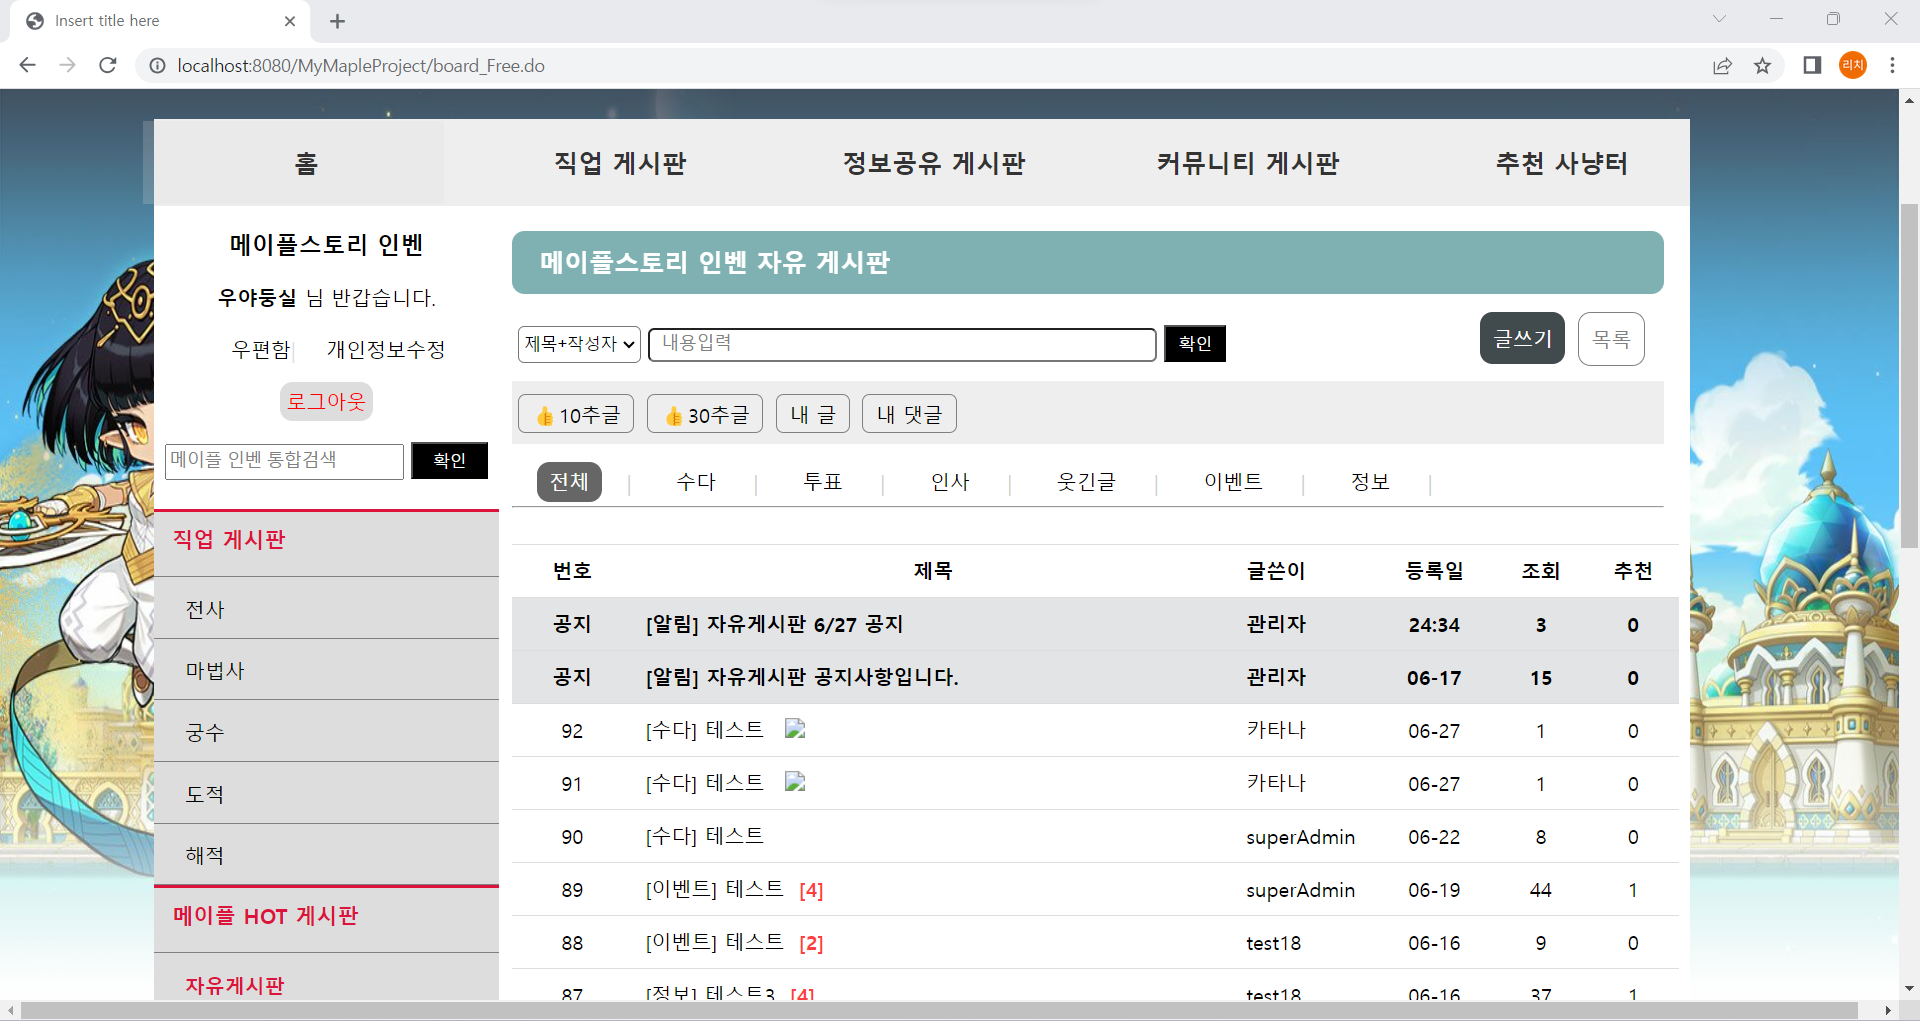 Insert title here
localhost:8080/MyMapleProject/board_Free.do
리치
홈 직업 게시판 정보공유 게시판 커뮤니티 게시판 추천 사냥터
메이플스토리 인벤
우야둥실 님 반갑습니다.
우편함 개인정보수정
로그아웃
메이플 인벤 통합검색 확인
직업 게시판
전사
마법사
궁수
도적
해적
메이플 HOT 게시판
자유게시판
메이플스토리 인벤 자유 게시판
제목+작성자 내용입력 확인 글쓰기 목록
👍10추글 👍30추글 내 글 내 댓글
전체 | 수다 | 투표 | 인사 | 웃긴글 | 이벤트 | 정보 |
번호 제목 글쓴이 등록일 조회 추천
공지 [알림] 자유게시판 6/27 공지 관리자 24:34 3 0
공지 [알림] 자유게시판 공지사항입니다. 관리자 06-17 15 0
92 [수다] 테스트 카타나 06-27 1 0
91 [수다] 테스트 카타나 06-27 1 0
90 [수다] 테스트 superAdmin 06-22 8 0
89 [이벤트] 테스트 [4] superAdmin 06-19 44 1
88 [이벤트] 테스트 [2] test18 06-16 9 0
87 [정보] 테스트3 [4] test18 06-16 37 1